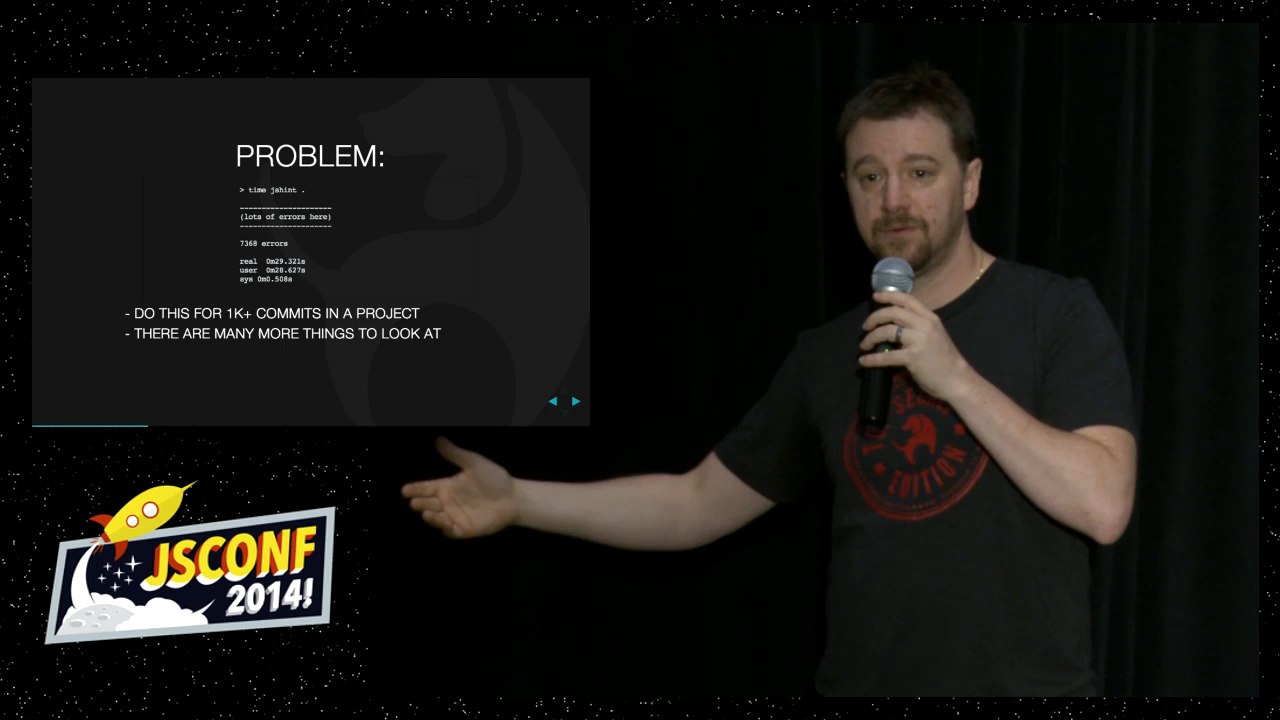 PROBLEM:
> time jshint .
---------------------
(lots of errors here)
---------------------
7368 errors
real 0m29.321s
user 0m28.627s
sys 0m0.508s
- DO THIS FOR 1K+ COMMITS IN A PROJECT
- THERE ARE MANY MORE THINGS TO LOOK AT
JSCONF
2014!
EDITION